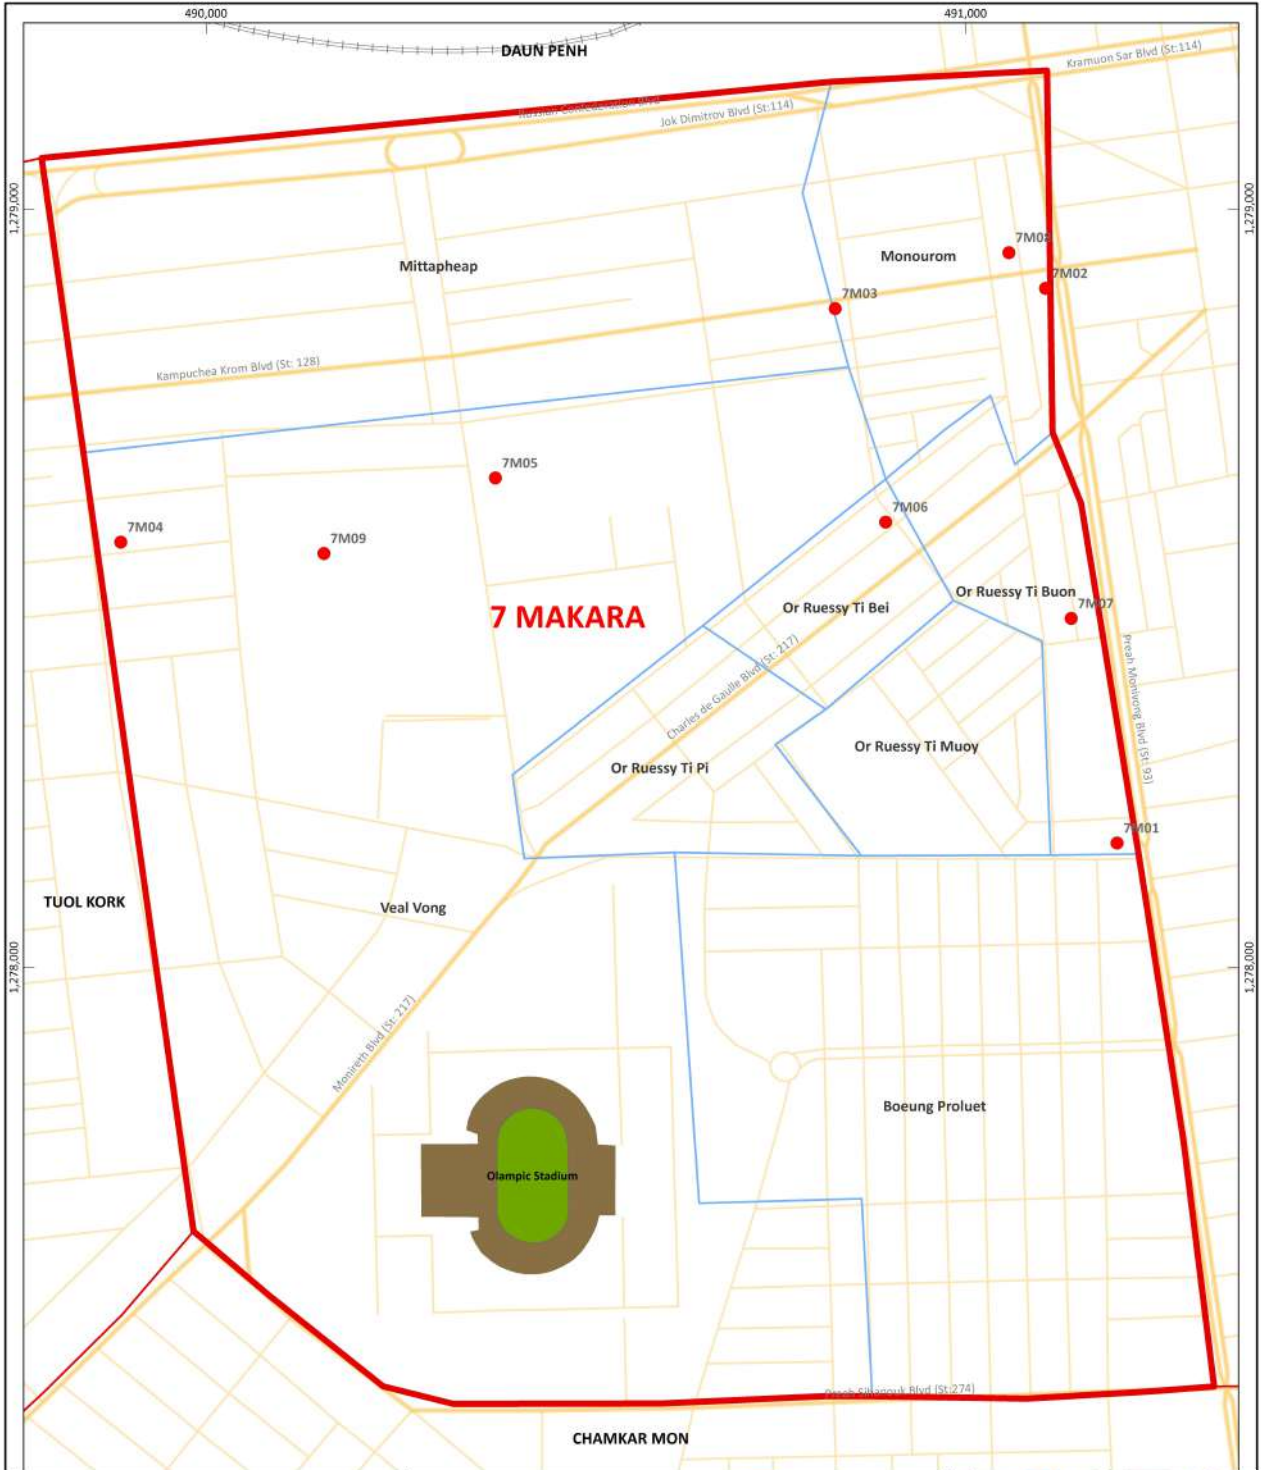 490,000
491,000
DAUN PENH
Kramuon Sar Blvd (St:114)
Russian Confederation Blvd
Jok Dimitrov Blvd (St:114)
1,279,000
1,279,000
7M08
Monourom
Mittapheap
7M02
7M03
Kampuchea Krom Blvd (St: 128)
7M05
7M06
7M04
7M09
Or Ruessy Ti Buon
Or Ruessy Ti Bei
7M07
7 MAKARA
Charles de Gaulle Blvd (St: 217)
Preah Monivong Blvd (St: 93)
Or Ruessy Ti Muoy
Or Ruessy Ti Pi
7M01
TUOL KORK
Veal Vong
1,278,000
1,278,000
Monireth Blvd (St: 217)
Boeung Proluet
Olampic Stadium
Preah Sihanouk Blvd (St:274)
CHAMKAR MON